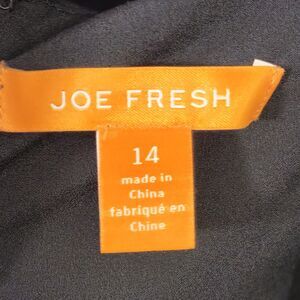 JOE FRESH
14
made in
China
fabriqué en
Chine